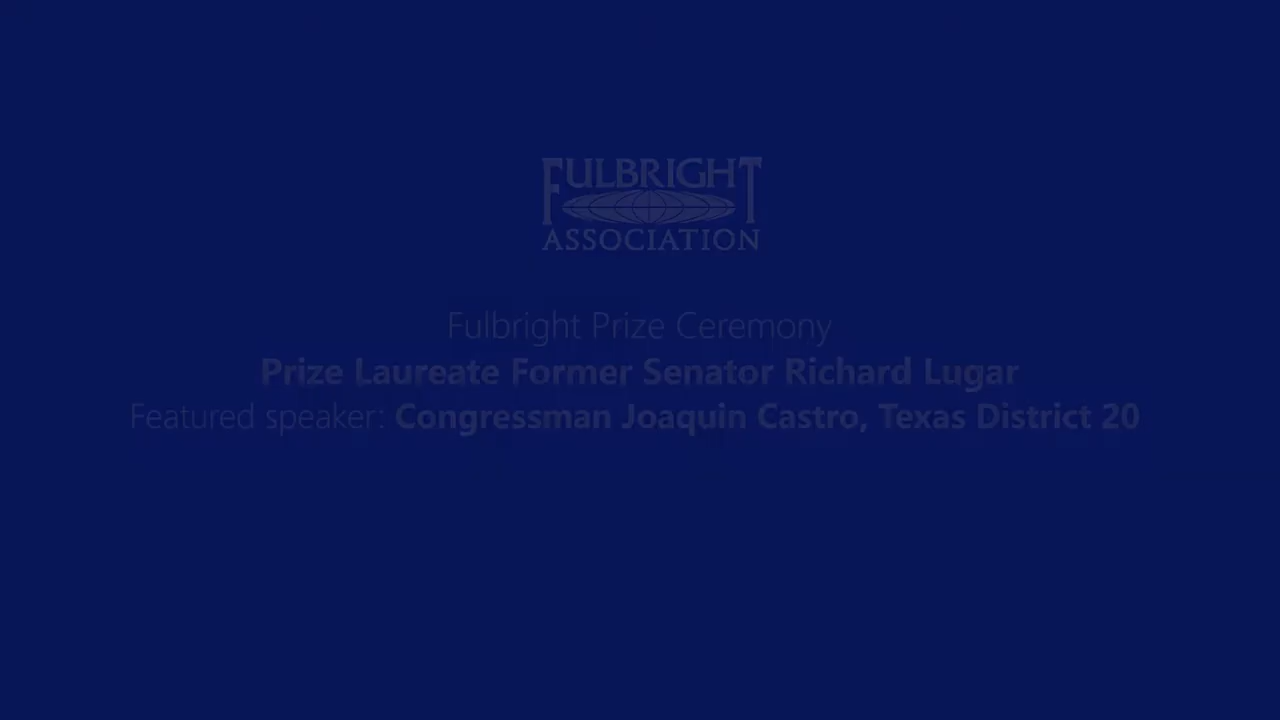 FULBRIGHT
ASSOCIATION
Fulbright Prize Ceremony
Prize Laureate Former Senator Richard Lugar
Featured speaker: Congressman Joaquin Castro, Texas District 20